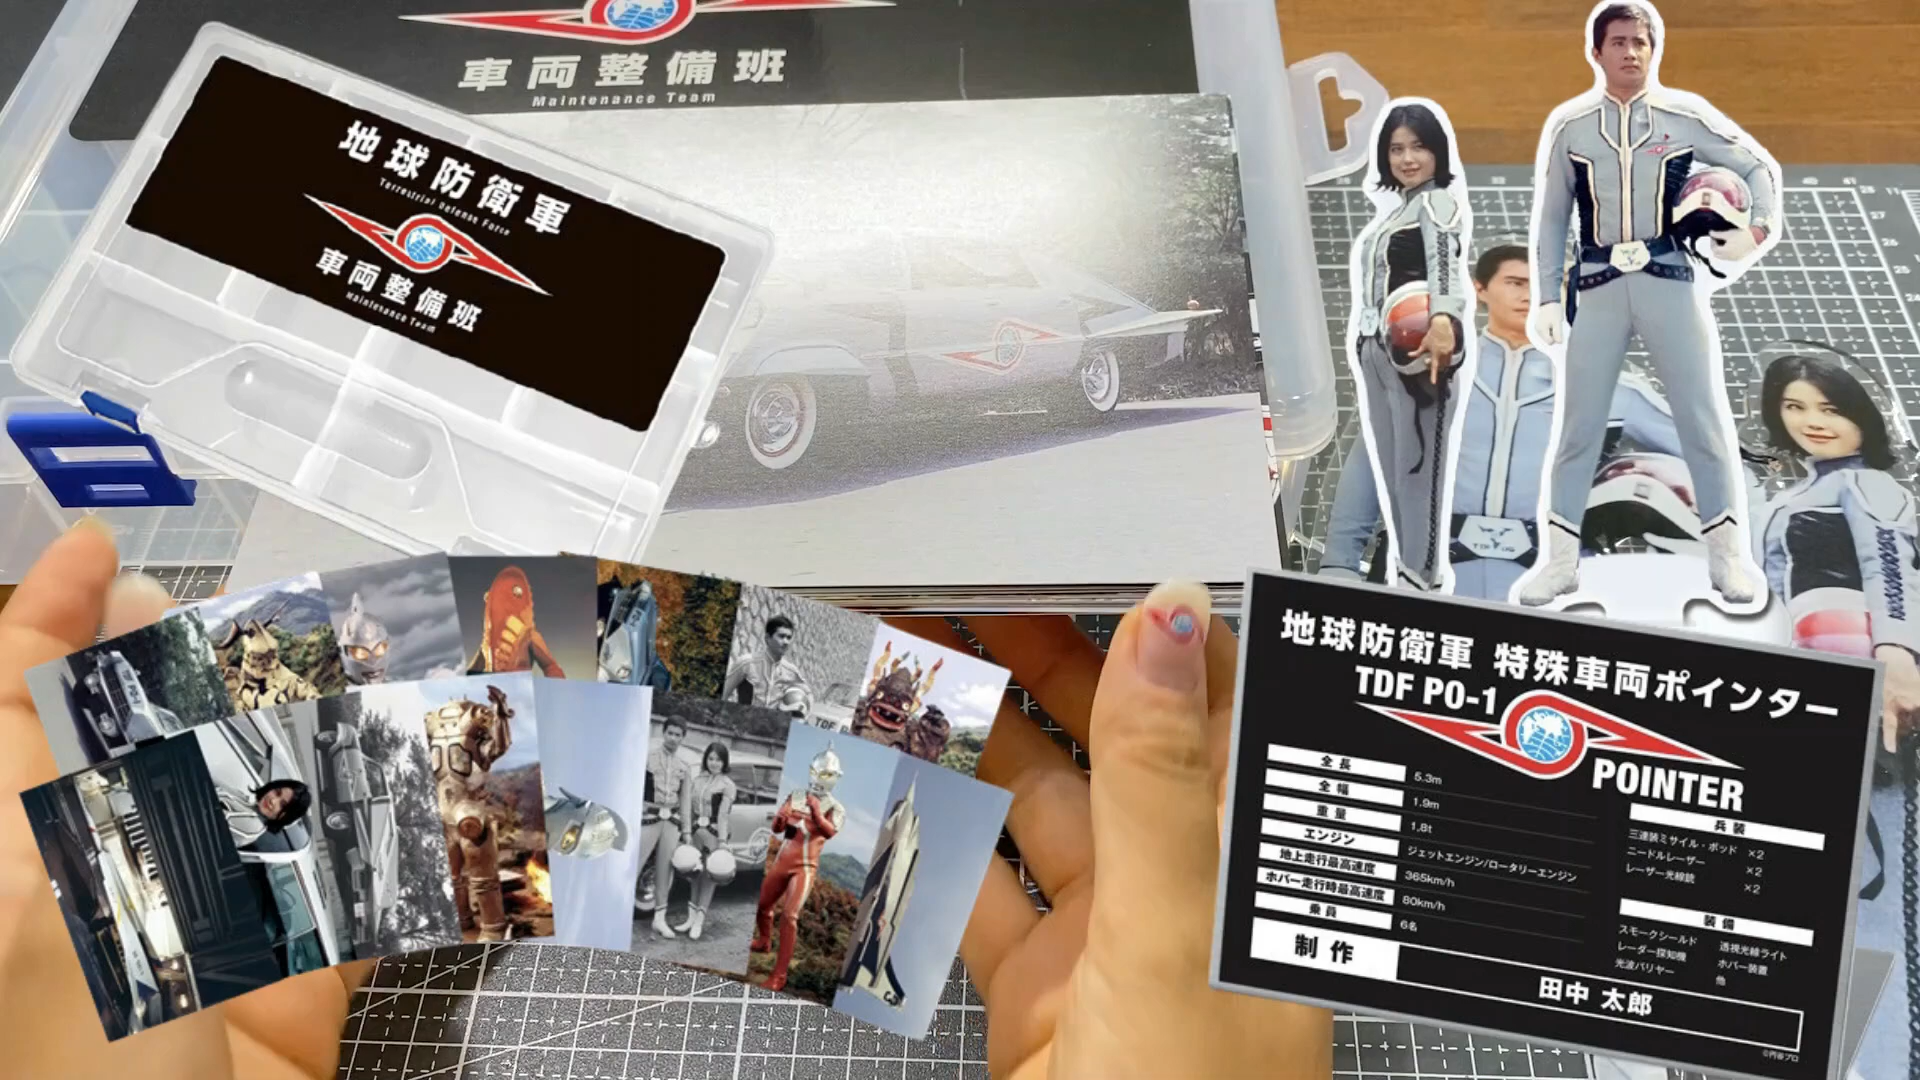 車両整備班
Maintenance Team
地球防衛軍
Terrestrial Defense Force
車両整備班
Maintenance Team
TDF
地球防衛軍 特殊車両ポインター
TDF PO-1
POINTER
全長 5.3m
全幅 1.9m
重量 1.8t
エンジン ジェットエンジン/ロータリーエンジン
地上走行最高速度 365km/h
ホバー走行時最高速度 80km/h
乗員 6名
兵装
三連装ミサイル・ポッド ×2
ニードルレーザー ×2
レーザー光線銃 ×2
装備
スモークシールド 透視光線ライト
レーダー探知機 ホバー装置
光波バリヤー 他
制作 田中 太郎
©円谷プロ